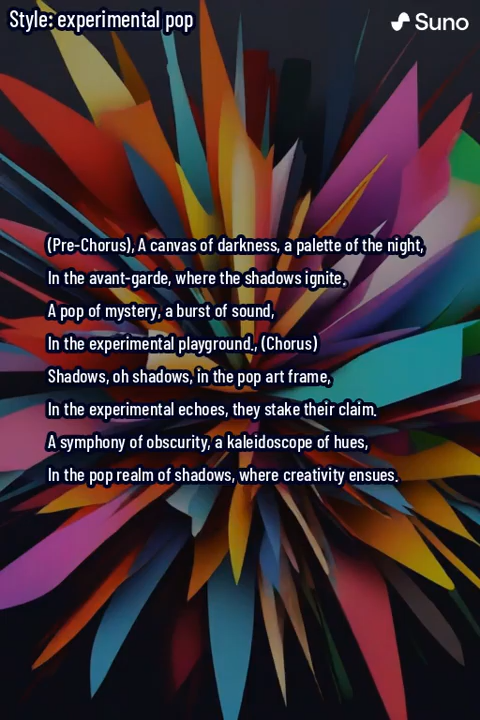 Style: experimental pop
Suno
(Pre-Chorus), A canvas of darkness, a palette of the night,
In the avant-garde, where the shadows ignite.
A pop of mystery, a burst of sound,
In the experimental playground., (Chorus)
Shadows, oh shadows, in the pop art frame,
In the experimental echoes, they stake their claim.
A symphony of obscurity, a kaleidoscope of hues,
In the pop realm of shadows, where creativity ensues.